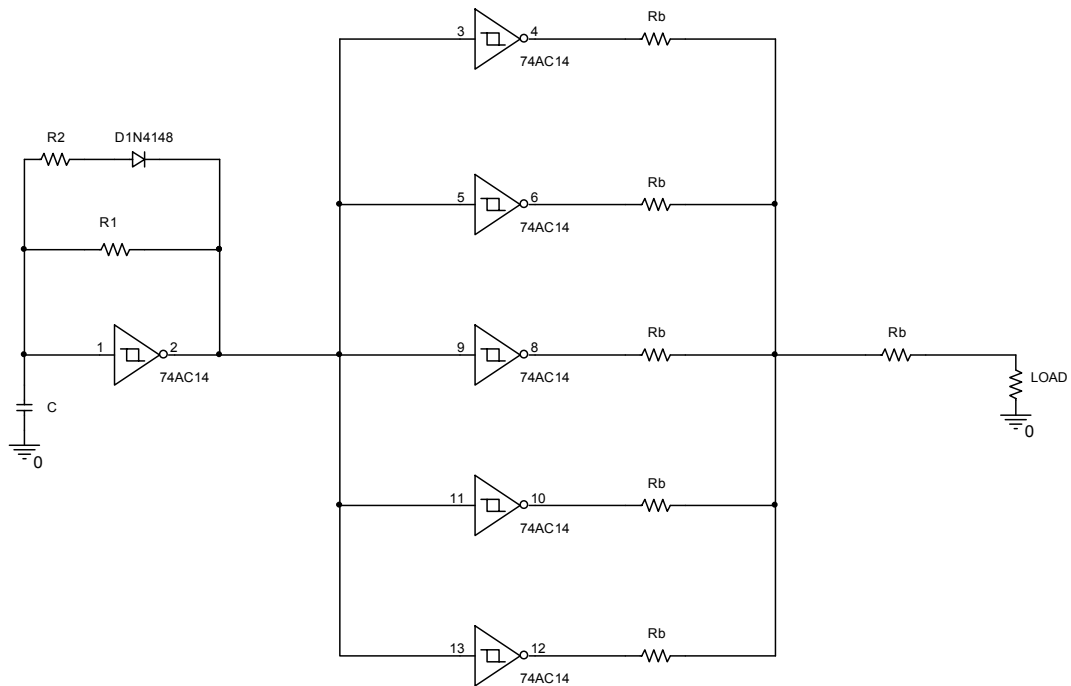 3 4 Rb
74AC14
R2 D1N4148
5 6 Rb
74AC14
R1
1 2
74AC14
9 8 Rb
74AC14
Rb
LOAD
0
C
0
11 10 Rb
74AC14
13 12 Rb
74AC14